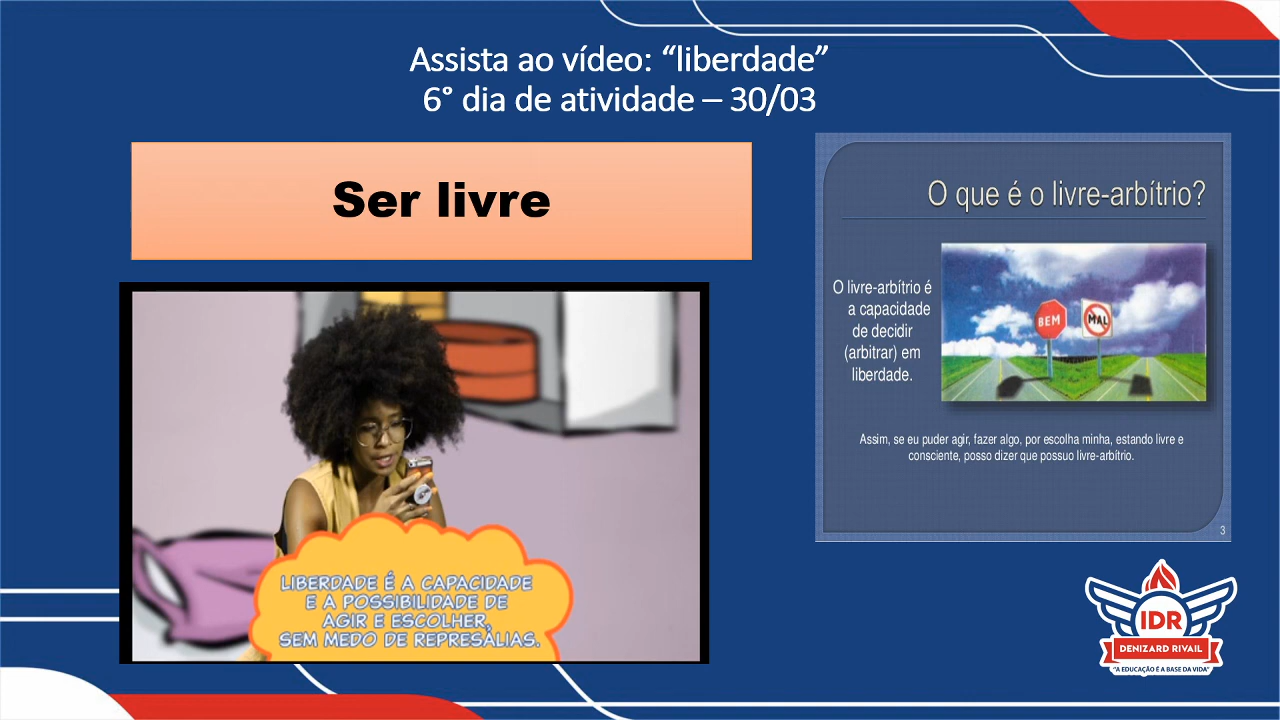 Assista ao vídeo: “liberdade”
6° dia de atividade – 30/03
Ser livre
LIBERDADE É A CAPACIDADE
E A POSSIBILIDADE DE
AGIR E ESCOLHER,
SEM MEDO DE REPRESÁLIAS.
O que é o livre-arbítrio?
O livre-arbítrio é
a capacidade
de decidir
(arbitrar) em
liberdade.
BEM
MAL
Assim, se eu puder agir, fazer algo, por escolha minha, estando livre e
consciente, posso dizer que possuo livre-arbítrio.
3
IDR
DENIZARD RIVAIL
"A EDUCAÇÃO É A BASE DA VIDA"